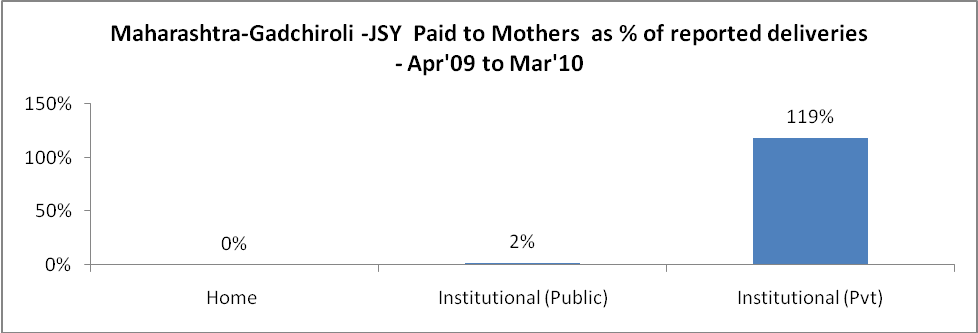 Maharashtra-Gadchiroli -JSY Paid to Mothers as % of reported deliveries
- Apr'09 to Mar'10
150%
100%
50%
0%
0%
2%
119%
Home
Institutional (Public)
Institutional (Pvt)